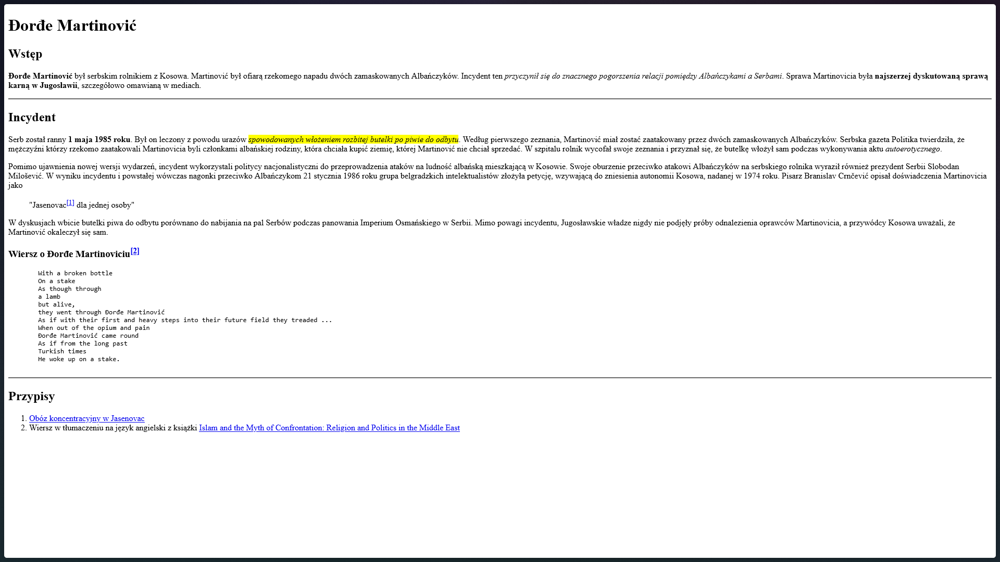 Đorđe Martinović
Wstęp
Đorđe Martinović był serbskim rolnikiem z Kosowa. Martinović był ofiarą rzekomego napadu dwóch zamaskowanych Albańczyków. Incydent ten przyczynił się do znacznego pogorszenia relacji pomiędzy Albańczykami a Serbami. Sprawa Martinovicia była najszerzej dyskutowaną sprawą
karną w Jugosławii, szczegółowo omawianą w mediach.
Incydent
Serb został ranny 1 maja 1985 roku. Był on leczony z powodu urazów spowodowanych włożeniem rozbitej butelki po piwie do odbytu. Według pierwszego zeznania, Martinović miał zostać zaatakowany przez dwóch zamaskowanych Albańczyków. Serbska gazeta Politika twierdziła, że
mężczyźni którzy rzekomo zaatakowali Martinovicia byli członkami albańskiej rodziny, która chciała kupić ziemię, której Martinović nie chciał sprzedać. W szpitalu rolnik wycofał swoje zeznania i przyznał się, że butelkę włożył sam podczas wykonywania aktu autoerotycznego.
Pomimo ujawnienia nowej wersji wydarzeń, incydent wykorzystali politycy nacjonalistyczni do przeprowadzenia ataków na ludność albańską mieszkającą w Kosowie. Swoje oburzenie przeciwko atakowi Albańczyków na serbskiego rolnika wyraził również prezydent Serbii Slobodan
Milošević. W wyniku incydentu i powstałej wówczas nagonki przeciwko Albańczykom 21 stycznia 1986 roku grupa belgradzkich intelektualistów złożyła petycję, wzywającą do zniesienia autonomii Kosowa, nadanej w 1974 roku. Pisarz Branislav Crnčević opisał doświadczenia Martinovicia
jako
"Jasenovac[1] dla jednej osoby"
W dyskusjach wbicie butelki piwa do odbytu porównano do nabijania na pal Serbów podczas panowania Imperium Osmańskiego w Serbii. Mimo powagi incydentu, Jugosławskie władze nigdy nie podjęły próby odnalezienia oprawców Martinovicia, a przywódcy Kosowa uważali, że
Martinović okaleczył się sam.
Wiersz o Đorđe Martinoviciu[2]
With a broken bottle
On a stake
As though through
a lamb
but alive,
they went through Đorđe Martinović
As if with their first and heavy steps into their future field they treaded ...
When out of the opium and pain
Đorđe Martinović came round
As if from the long past
Turkish times
He woke up on a stake.
Przypisy
1. Obóz koncentracyjny w Jasenovac
2. Wiersz w tłumaczeniu na język angielski z książki Islam and the Myth of Confrontation: Religion and Politics in the Middle East